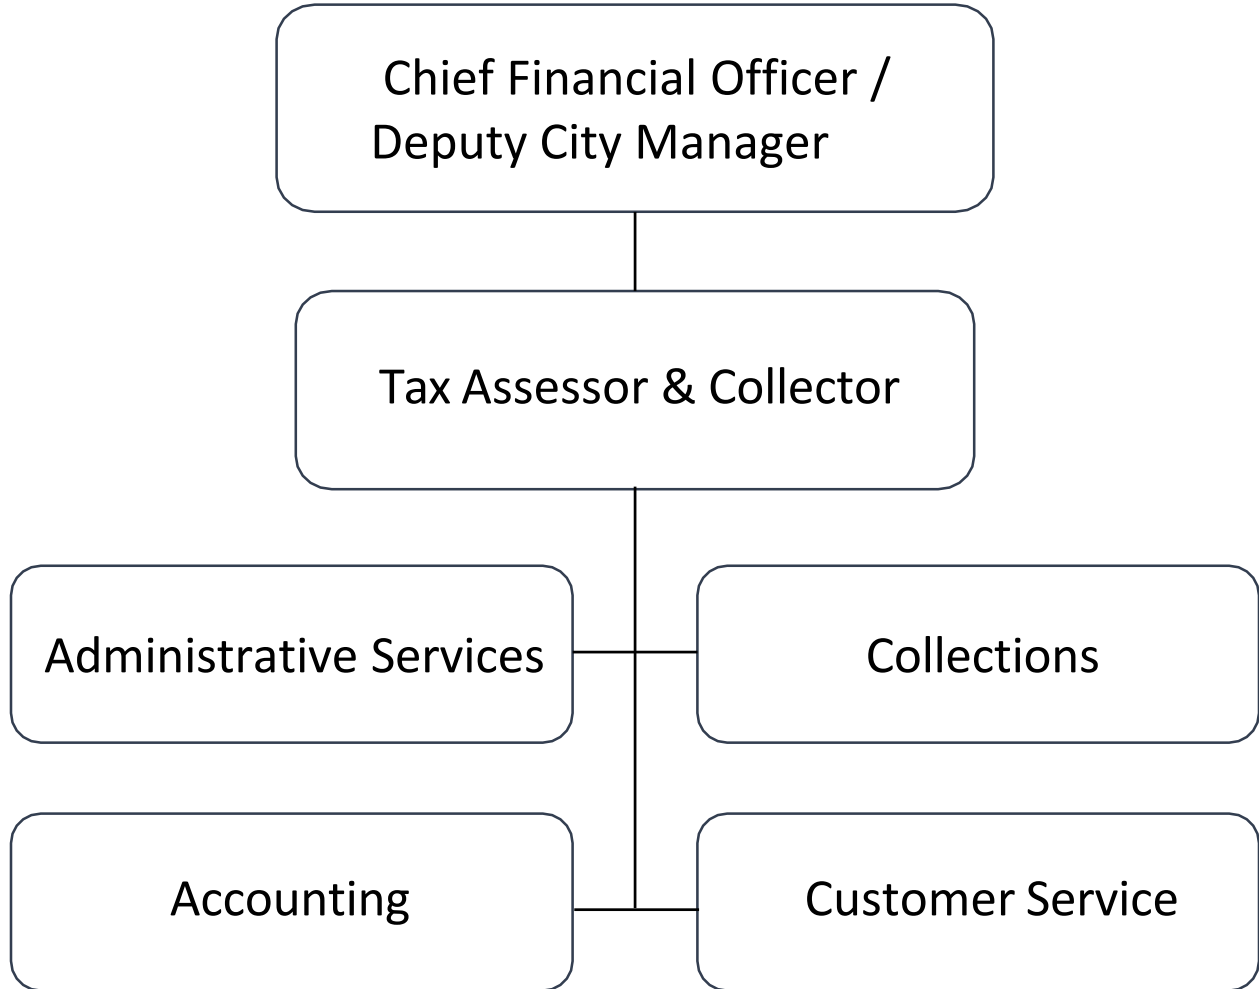 Chief Financial Officer /
Deputy City Manager
Tax Assessor & Collector
Administrative Services
Collections
Accounting
Customer Service